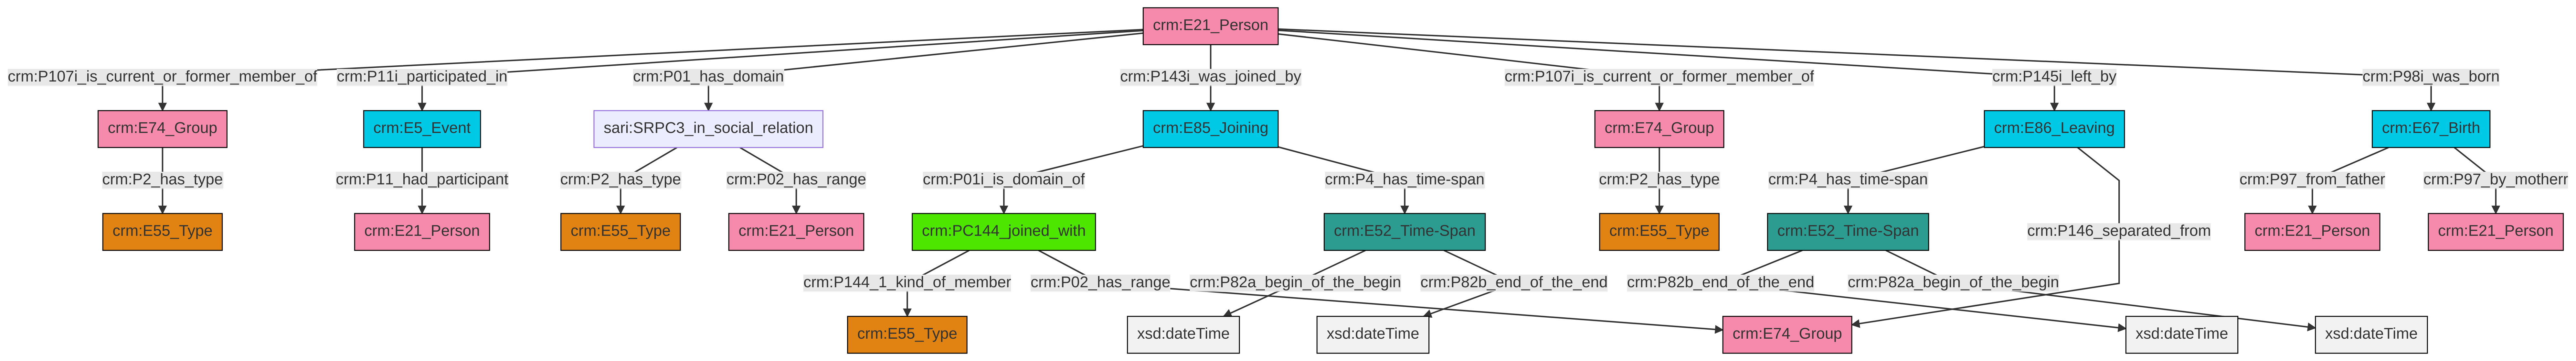 crm:E21_Person
crm:P107i_is_current_or_former_member_of
crm:P11i_participated_in
crm:P01_has_domain
crm:P143i_was_joined_by
crm:P107i_is_current_or_former_member_of
crm:P145i_left_by
crm:P98i_was_born
crm:E74_Group
crm:E5_Event
sari:SRPC3_in_social_relation
crm:E85_Joining
crm:E74_Group
crm:E86_Leaving
crm:E67_Birth
crm:P2_has_type
crm:P11_had_participant
crm:P2_has_type
crm:P02_has_range
crm:P01i_is_domain_of
crm:P4_has_time-span
crm:P2_has_type
crm:P4_has_time-span
crm:P97_from_father
crm:P97_by_motherr
crm:E55_Type
crm:E21_Person
crm:E55_Type
crm:E21_Person
crm:PC144_joined_with
crm:E52_Time-Span
crm:E55_Type
crm:E52_Time-Span
crm:P146_separated_from
crm:E21_Person
crm:E21_Person
crm:P144_1_kind_of_member
crm:P02_has_range
crm:P82a_begin_of_the_begin
crm:P82b_end_of_the_end
crm:P82b_end_of_the_end
crm:P82a_begin_of_the_begin
crm:E55_Type
xsd:dateTime
xsd:dateTime
crm:E74_Group
xsd:dateTime
xsd:dateTime